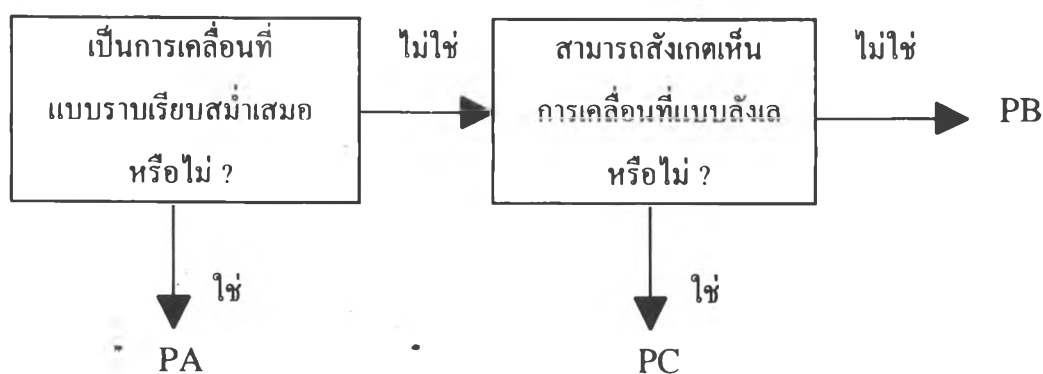 เป็นการเคลื่อนที่
แบบราบเรียบสม่ำเสมอ
หรือไม่ ?
ไม่ใช่
สามารถสังเกตเห็น
การเคลื่อนที่แบบลังเล
หรือไม่ ?
ไม่ใช่
PB
ใช่
PA
ใช่
PC